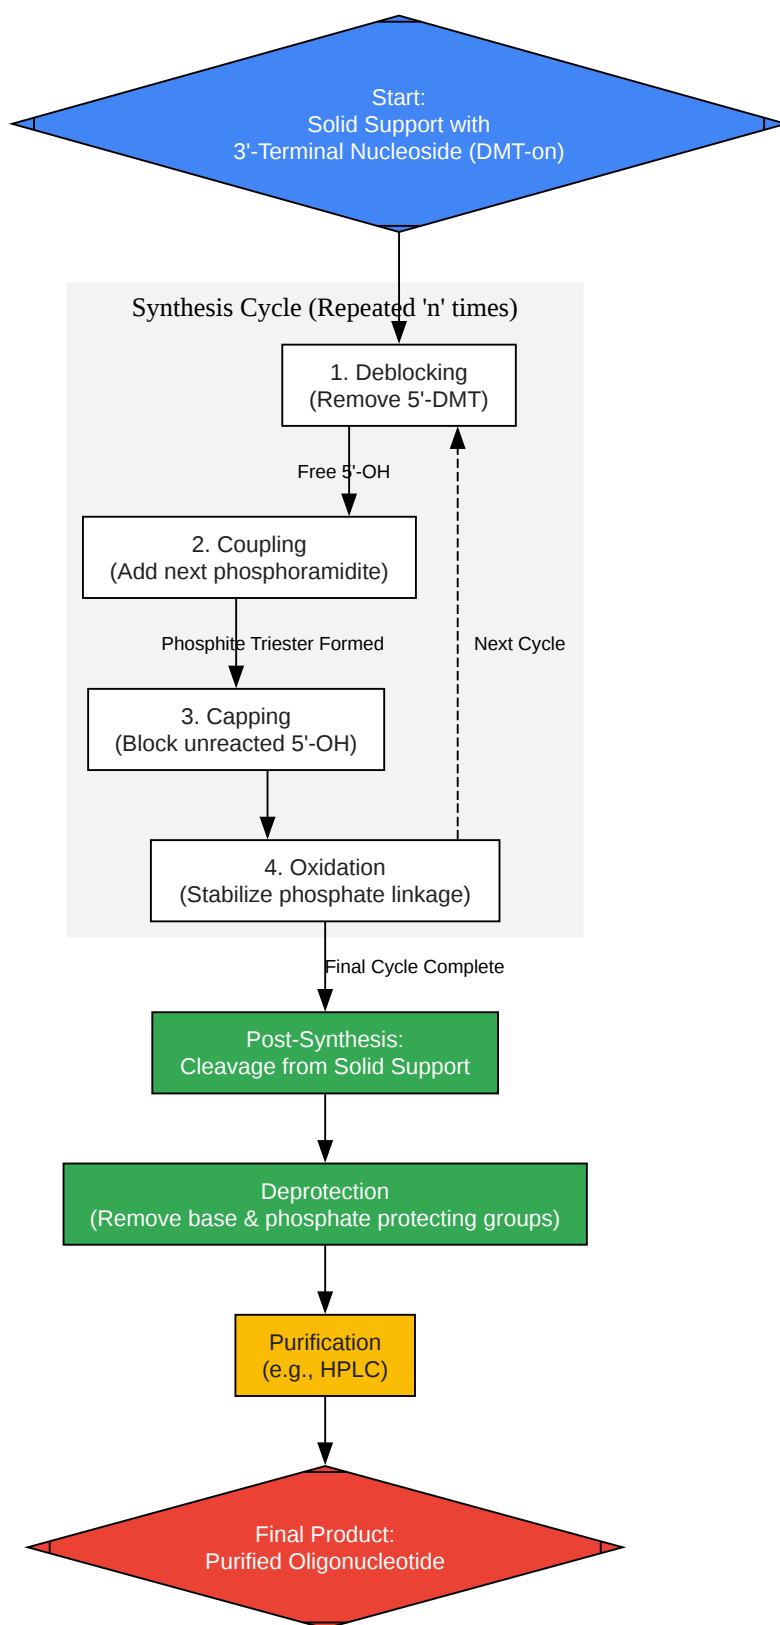 Start:
Solid Support with
3'-Terminal Nucleoside (DMT-on)
Synthesis Cycle (Repeated 'n' times)
1. Deblocking
(Remove 5'-DMT)
Free 5'-OH
2. Coupling
(Add next phosphoramidite)
Phosphite Triester Formed
Next Cycle
3. Capping
(Block unreacted 5'-OH)
4. Oxidation
(Stabilize phosphate linkage)
Final Cycle Complete
Post-Synthesis:
Cleavage from Solid Support
Deprotection
(Remove base & phosphate protecting groups)
Purification
(e.g., HPLC)
Final Product:
Purified Oligonucleotide